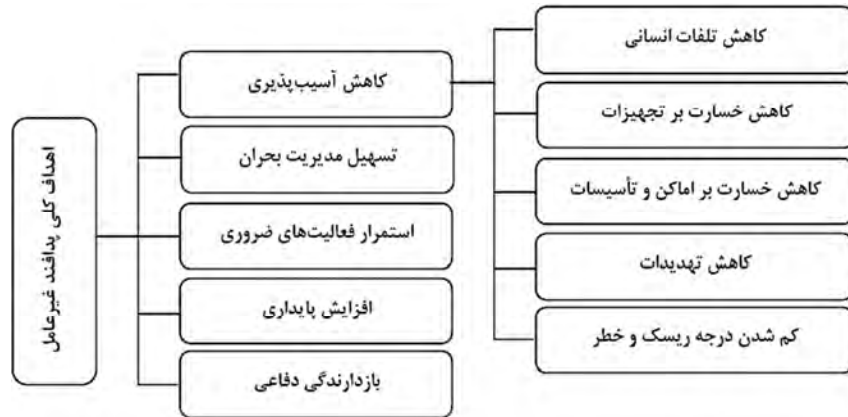 اهداف کلی پدافند غیرعامل
کاهش آسیب‌پذیری
تسهیل مدیریت بحران
استمرار فعالیت‌های ضروری
افزایش پایداری
بازدارندگی دفاعی
کاهش تلفات انسانی
کاهش خسارت بر تجهیزات
کاهش خسارت بر اماکن و تأسیسات
کاهش تهدیدات
کم شدن درجه ریسک و خطر